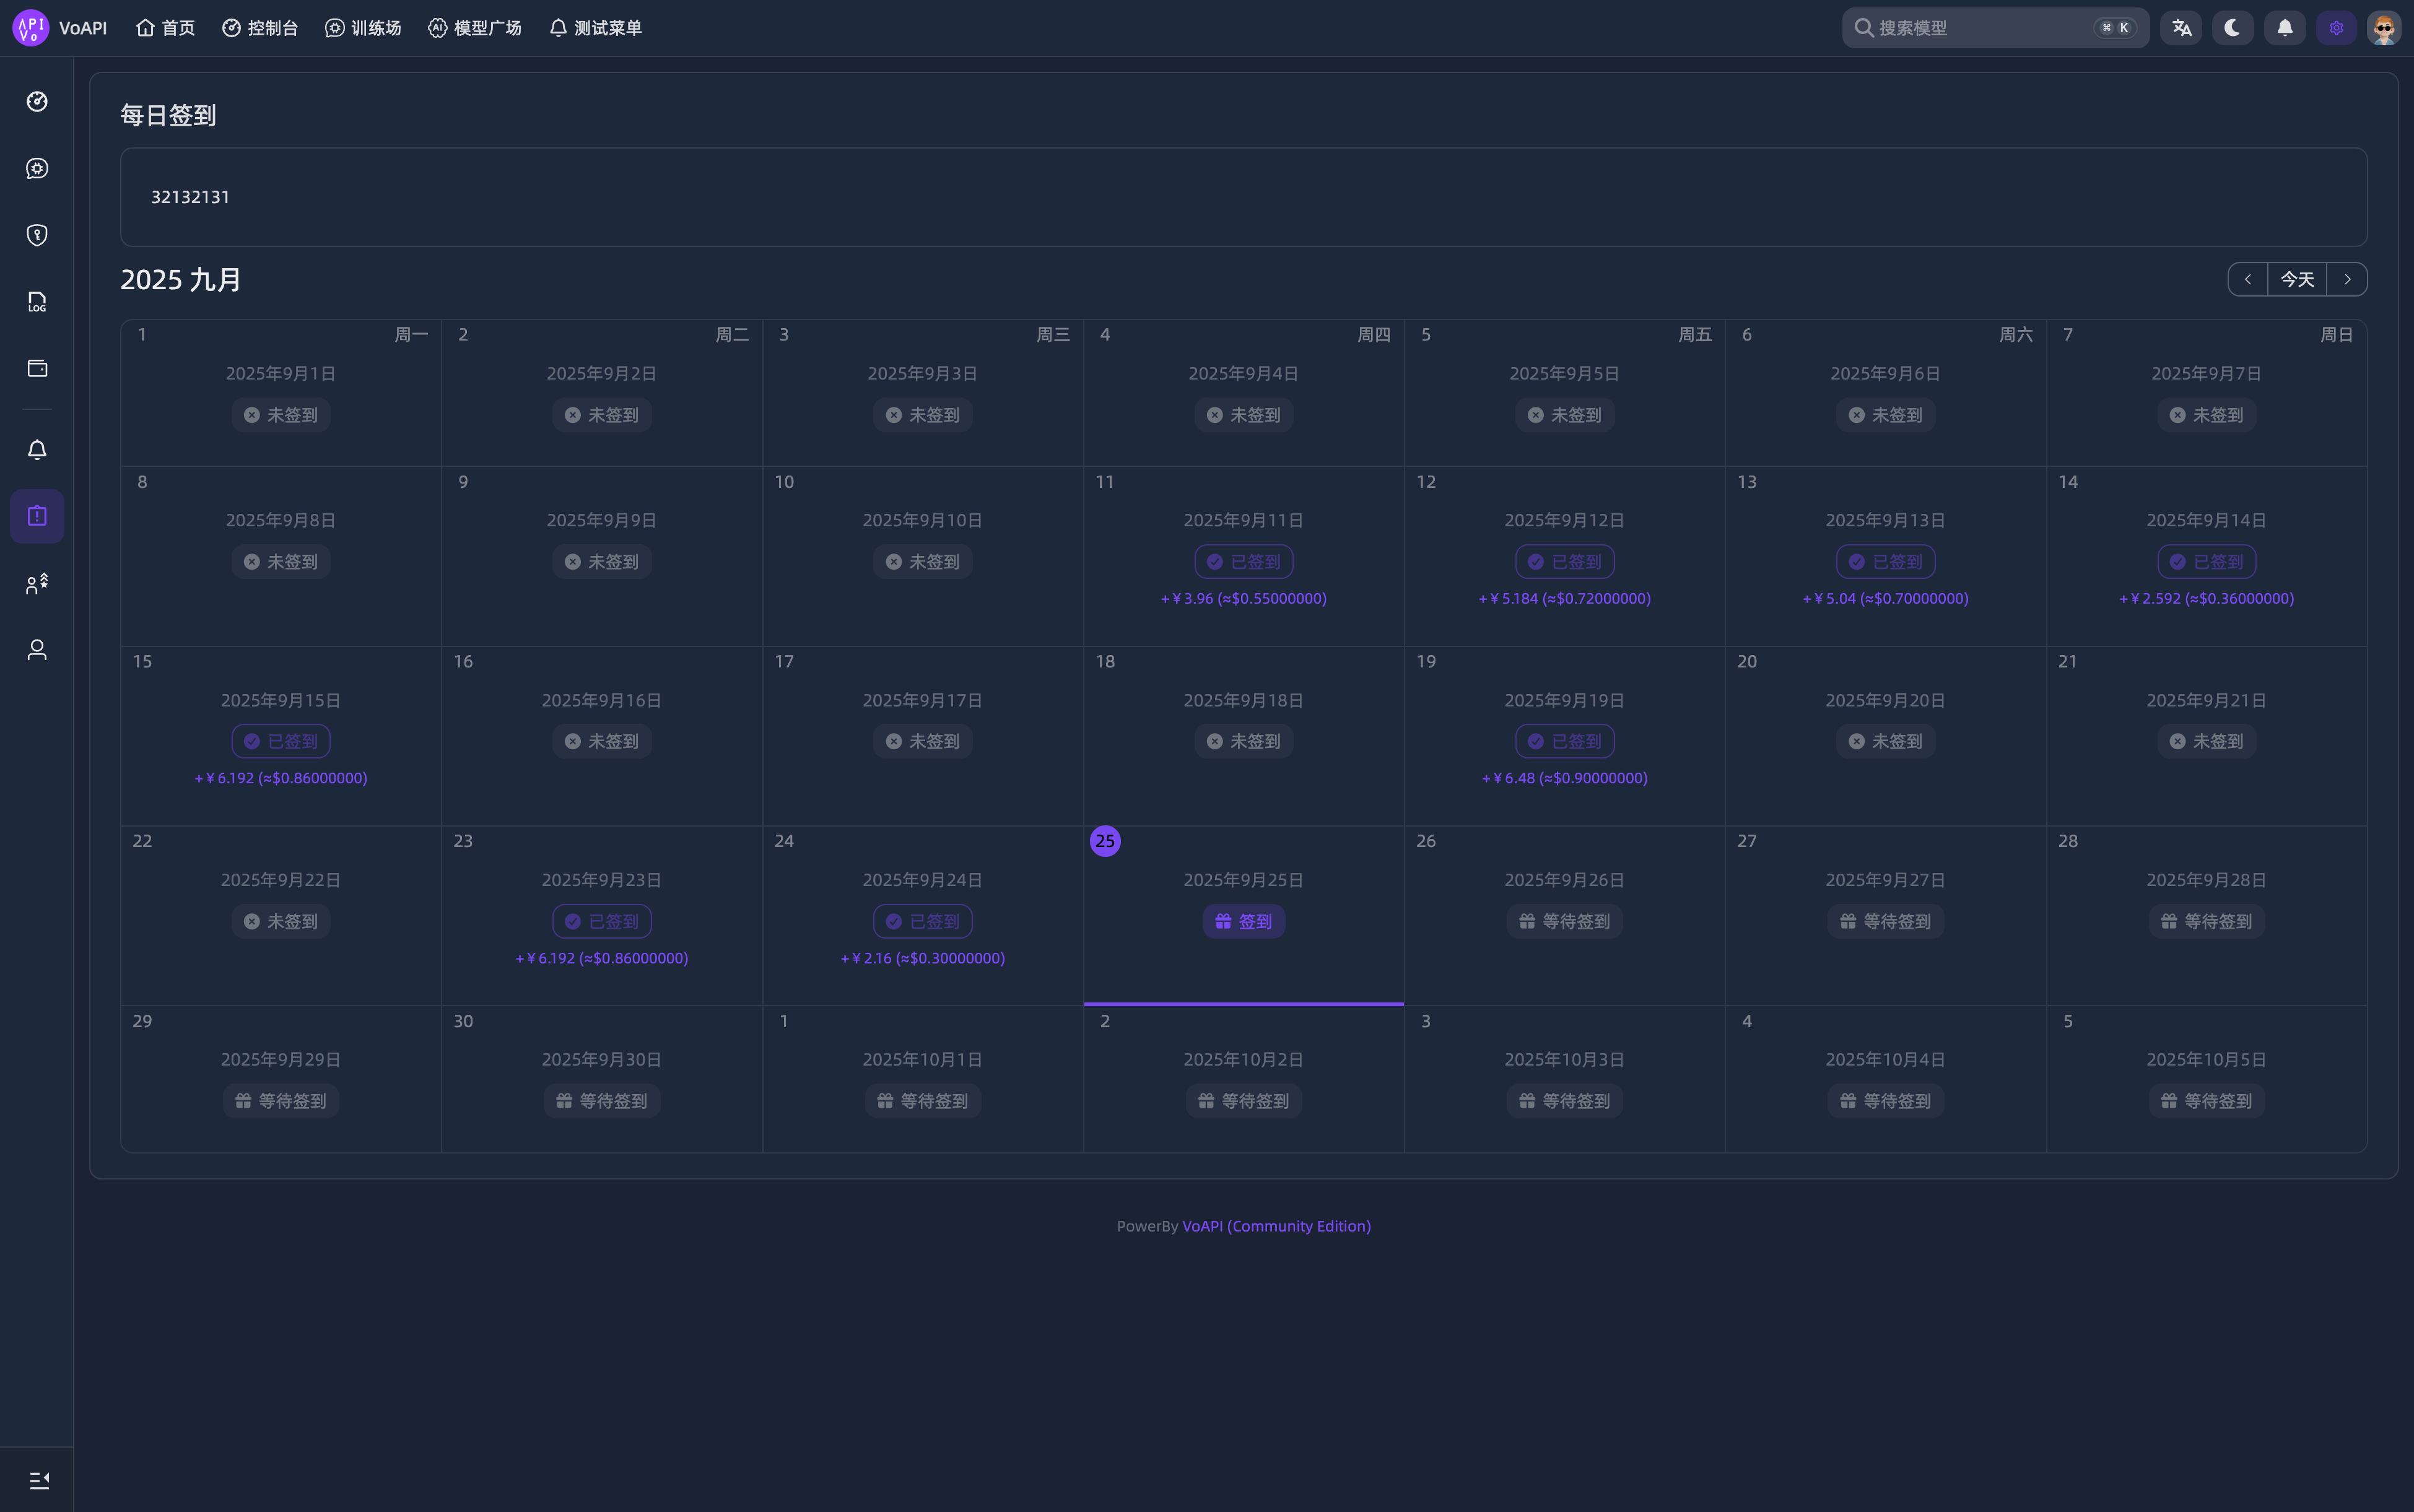 API Vo VoAPI 首页 控制台 训练场 模型广场 测试菜单 搜索模型 ⌘ K
每日签到
32132131
2025 九月 今天
1 周一 2 周二 3 周三 4 周四 5 周五 6 周六 7 周日
2025年9月1日 2025年9月2日 2025年9月3日 2025年9月4日 2025年9月5日 2025年9月6日 2025年9月7日
未签到 未签到 未签到 未签到 未签到 未签到 未签到
8 9 10 11 12 13 14
2025年9月8日 2025年9月9日 2025年9月10日 2025年9月11日 2025年9月12日 2025年9月13日 2025年9月14日
未签到 未签到 未签到 已签到 已签到 已签到 已签到
+¥3.96 (≈$0.55000000) +¥5.184 (≈$0.72000000) +¥5.04 (≈$0.70000000) +¥2.592 (≈$0.36000000)
15 16 17 18 19 20 21
2025年9月15日 2025年9月16日 2025年9月17日 2025年9月18日 2025年9月19日 2025年9月20日 2025年9月21日
已签到 未签到 未签到 未签到 已签到 未签到 未签到
+¥6.192 (≈$0.86000000) +¥6.48 (≈$0.90000000)
22 23 24 25 26 27 28
2025年9月22日 2025年9月23日 2025年9月24日 2025年9月25日 2025年9月26日 2025年9月27日 2025年9月28日
未签到 已签到 已签到 签到 等待签到 等待签到 等待签到
+¥6.192 (≈$0.86000000) +¥2.16 (≈$0.30000000)
29 30 1 2 3 4 5
2025年9月29日 2025年9月30日 2025年10月1日 2025年10月2日 2025年10月3日 2025年10月4日 2025年10月5日
等待签到 等待签到 等待签到 等待签到 等待签到 等待签到 等待签到
PowerBy VoAPI (Community Edition)
LOG